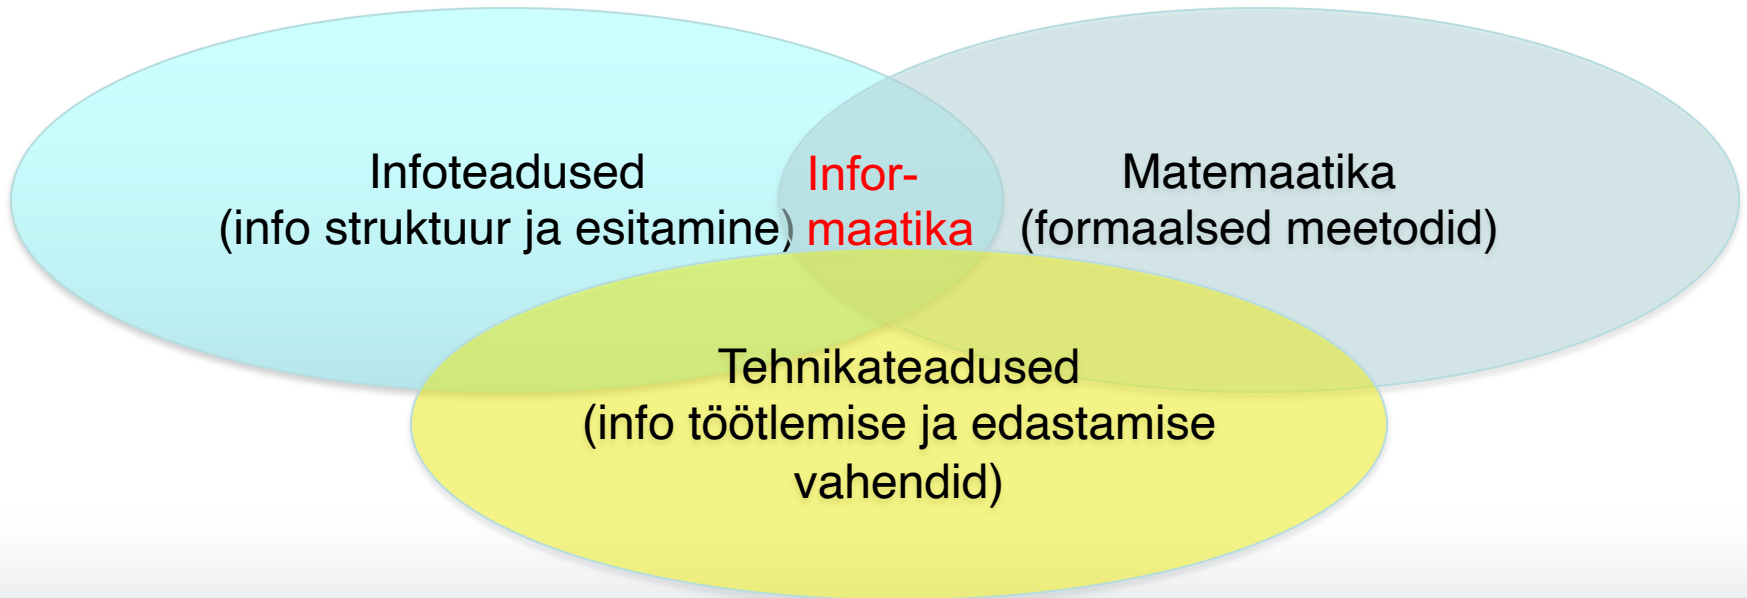 Infoteadused
(info struktuur ja esitamine)
Infor-
maatika
Matemaatika
(formaalsed meetodid)
Tehnikateadused
(info töötlemise ja edastamise
vahendid)